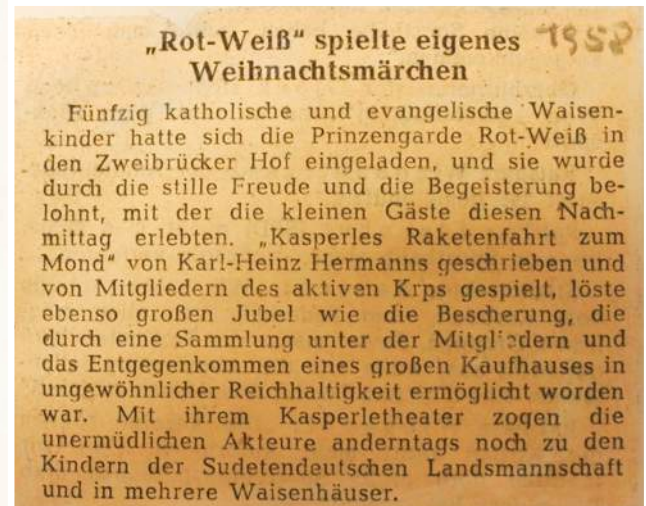 „Rot-Weiß" spielte eigenes 1958
Weihnachtsmärchen
Fünfzig katholische und evangelische Waisen-
kinder hatte sich die Prinzengarde Rot-Weiß in
den Zweibrücker Hof eingeladen, und sie wurde
durch die stille Freude und die Begeisterung be-
lohnt, mit der die kleinen Gäste diesen Nach-
mittag erlebten. „Kasperles Raketenfahrt zum
Mond" von Karl-Heinz Hermanns geschrieben und
von Mitgliedern des aktiven Krps gespielt, löste
ebenso großen Jubel wie die Bescherung, die
durch eine Sammlung unter der Mitgliedern und
das Entgegenkommen eines großen Kaufhauses in
ungewöhnlicher Reichhaltigkeit ermöglicht worden
war. Mit ihrem Kasperletheater zogen die
unermüdlichen Akteure anderntags noch zu den
Kindern der Sudetendeutschen Landsmannschaft
und in mehrere Waisenhäuser.